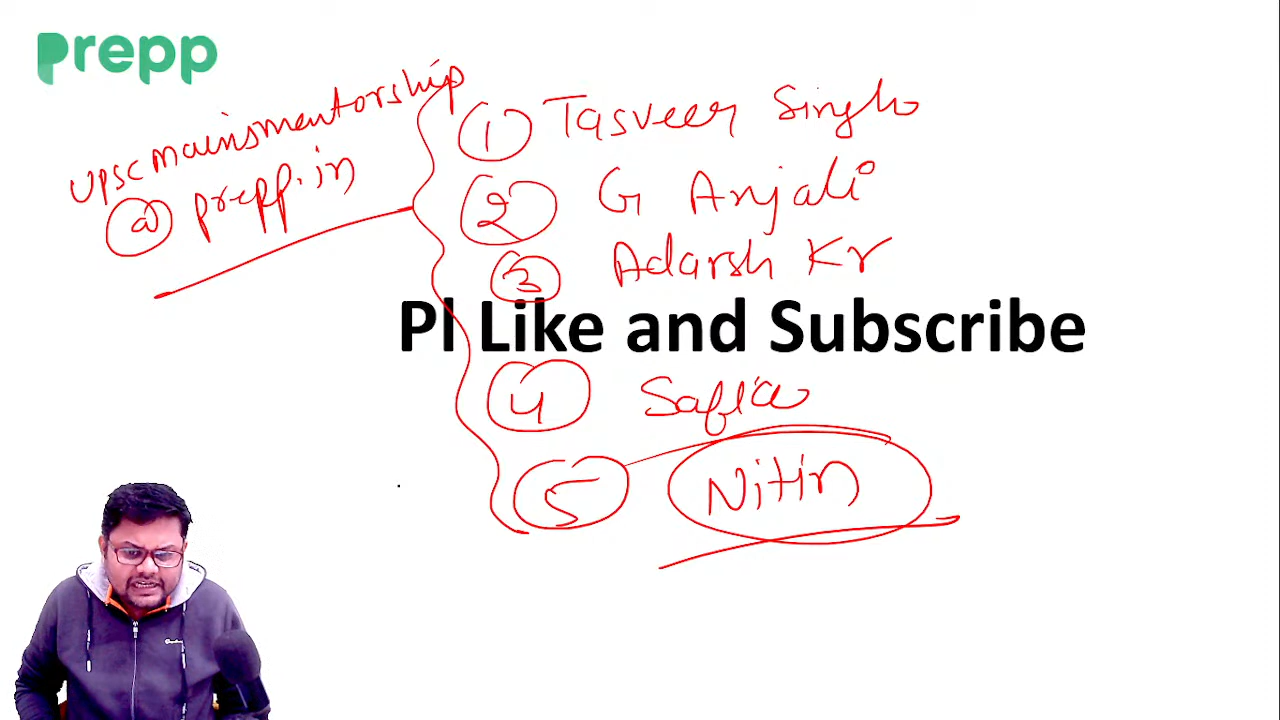 prepp
upscmainsmentorship
@ prepp.in
1 Tasveer Singh
2 G Anjali
3 Adarsh Kr
Pl Like and Subscribe
4 Safia
5 Nitin